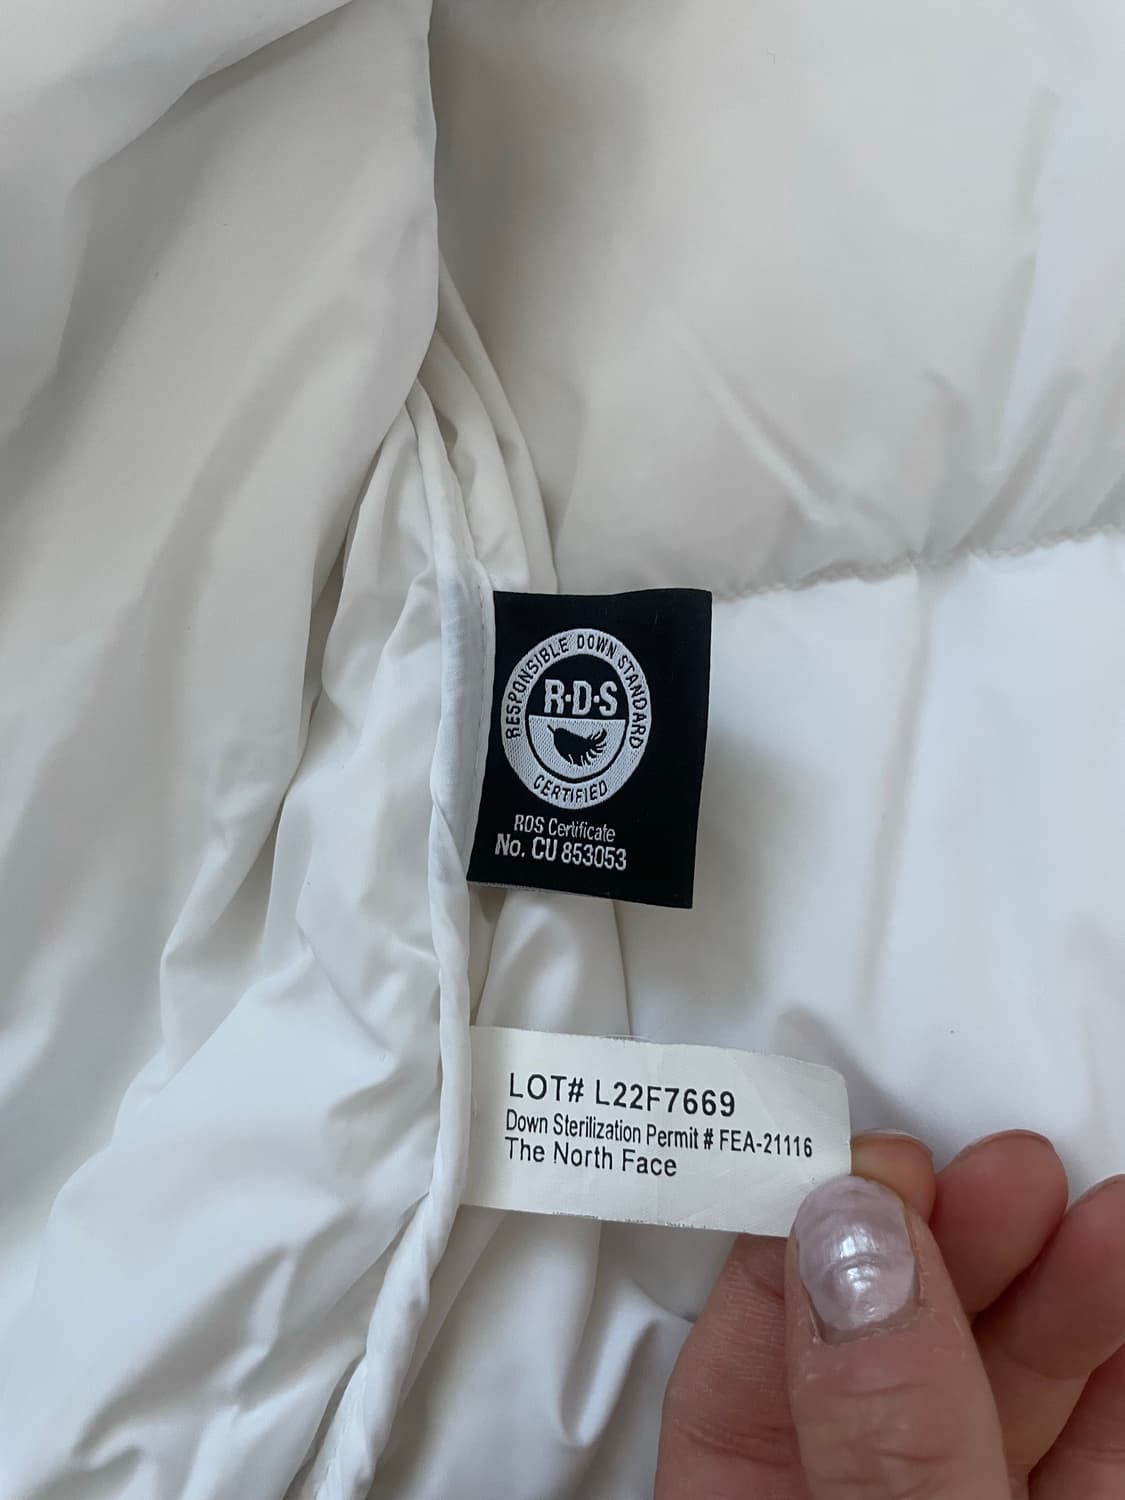 RESPONSIBLE DOWN STANDARD
R·D·S
CERTIFIED
RDS Certificate
No. CU 853053
LOT# L22F7669
Down Sterilization Permit # FEA-21116
The North Face